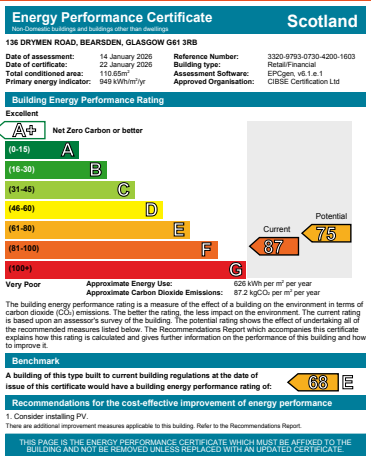 Energy Performance Certificate
Non-Domestic buildings and buildings other than dwellings
Scotland
136 DRYMEN ROAD, BEARSDEN, GLASGOW G61 3RB
Date of assessment: 14 January 2026 Reference Number: 3320-9793-0730-4200-1603
Date of certificate: 22 January 2026 Building type: Retail/Financial
Total conditioned area: 110.65m² Assessment Software: EPCgen, v6.1.e.1
Primary energy indicator: 949 kWh/m²/yr Approved Organisation: CIBSE Certification Ltd
Building Energy Performance Rating
Excellent
A+ Net Zero Carbon or better
(0-15) A
(16-30) B
(31-45) C
(46-60) D
(61-80) E
(81-100) F
(100+) G
Current
87
Potential
75
Very Poor
Approximate Energy Use: 626 kWh per m² per year
Approximate Carbon Dioxide Emissions: 87.2 kgCO₂ per m² per year
The building energy performance rating is a measure of the effect of a building on the environment in terms of
carbon dioxide (CO₂) emissions. The better the rating, the less impact on the environment. The current rating
is based upon an assessor's survey of the building. The potential rating shows the effect of undertaking all of
the recommended measures listed below. The Recommendations Report which accompanies this certificate
explains how this rating is calculated and gives further information on the performance of this building and how
to improve it.
Benchmark
A building of this type built to current building regulations at the date of
issue of this certificate would have a building energy performance rating of:
68 E
Recommendations for the cost-effective improvement of energy performance
1. Consider installing PV.
There are additional improvement measures applicable to this building. Refer to the Recommendations Report.
THIS PAGE IS THE ENERGY PERFORMANCE CERTIFICATE WHICH MUST BE AFFIXED TO THE
BUILDING AND NOT BE REMOVED UNLESS REPLACED WITH AN UPDATED CERTIFICATE.